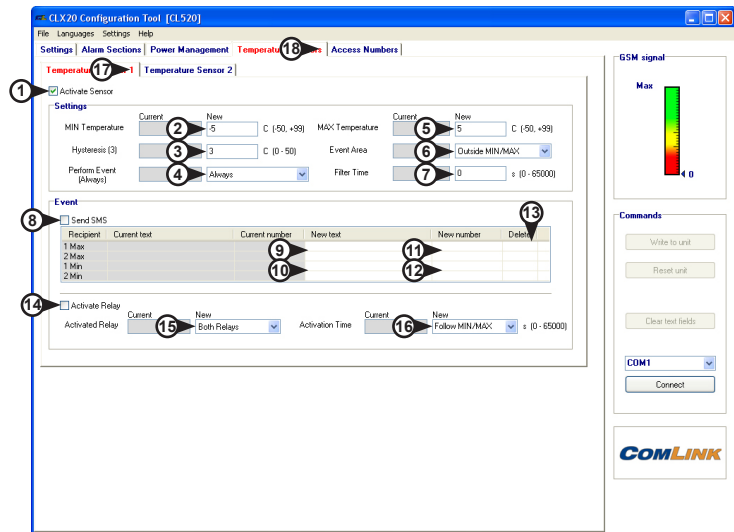 CLX20 Configuration Tool [CL520]
File Languages Settings Help
Settings Alarm Sections Power Management 18 Access Numbers
17 1 Temperature Sensor 2
1 Activate Sensor
Settings
Current New Current New
MIN Temperature 2 -5 C (-50, +99) MAX Temperature 5 5 C (-50, +99)
Hysteresis (3) 3 3 C (0 - 50) Event Area 6 Outside MIN/MAX
Perform Event (Always) 4 Always Filter Time 7 0 s (0 - 65000)
Event
8 Send SMS 13
Recipient Current text Current number New text New number Delete
1 Max 9 11
2 Max
1 Min 10 12
2 Min
14 Activate Relay
Current New Current New
Activated Relay 15 Both Relays Activation Time 16 Follow MIN/MAX s (0 - 65000)
GSM signal
Max
0
Commands
Write to unit
Reset unit
Clear text fields
COM1
Connect
COMLINK